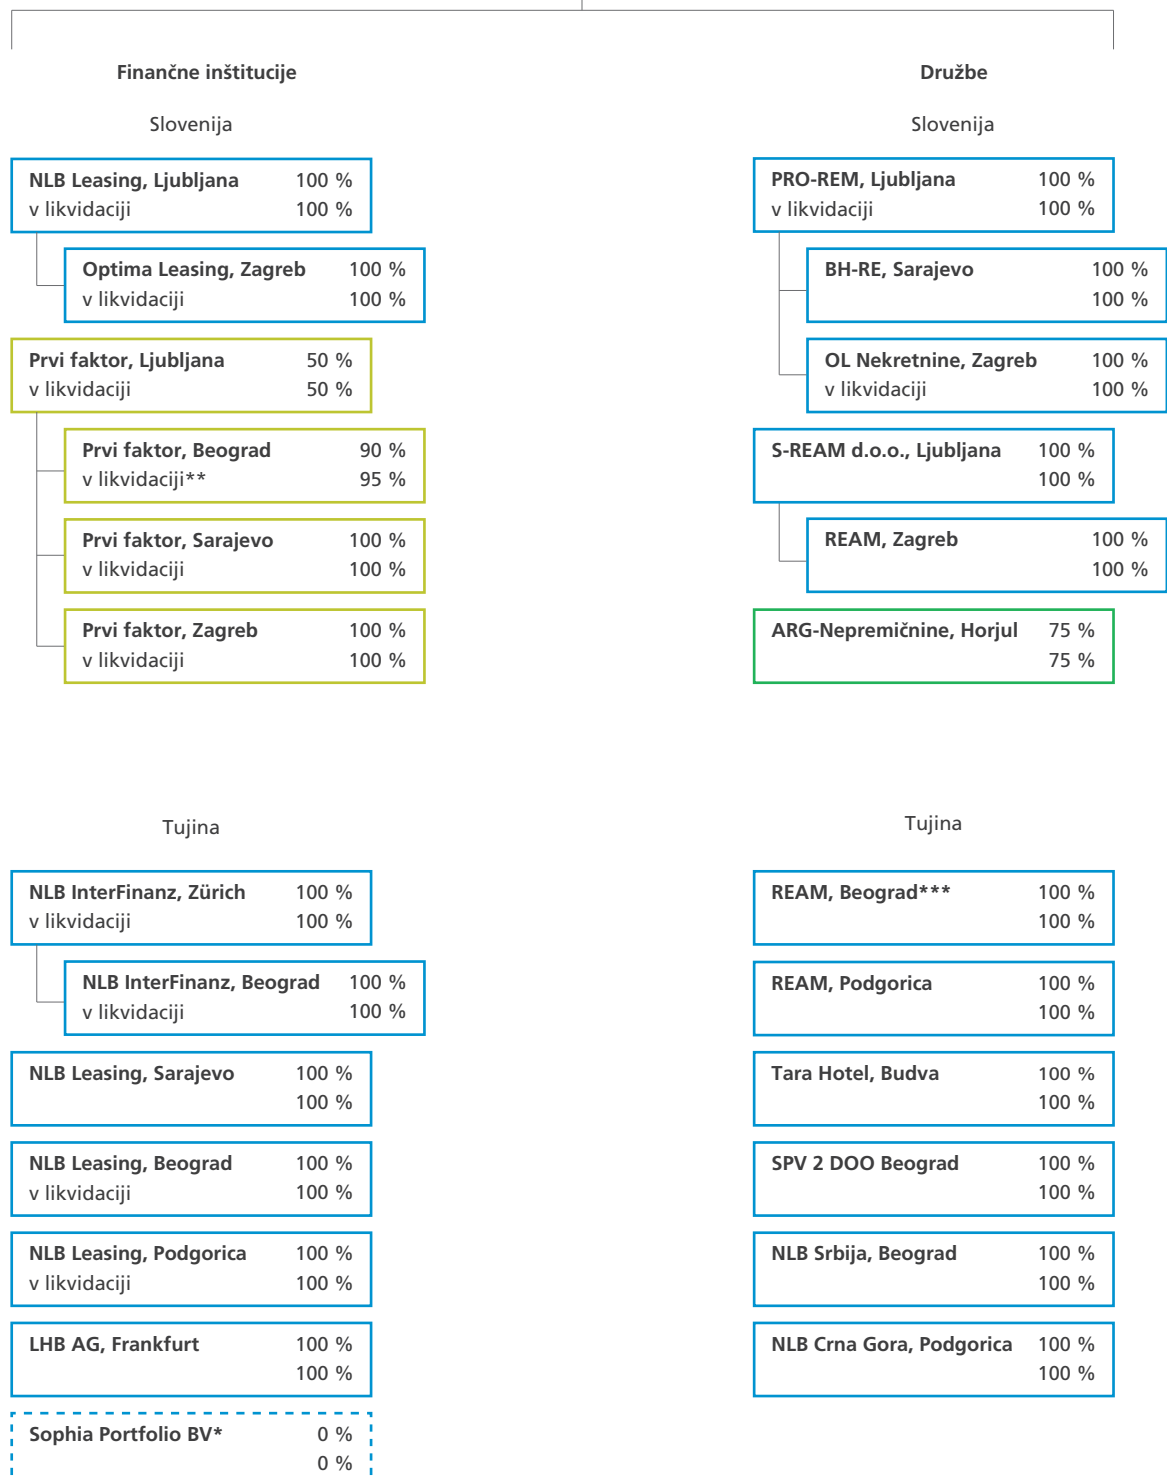 Finančne inštitucije
Slovenija
NLB Leasing, Ljubljana 100 %
v likvidaciji 100 %
Optima Leasing, Zagreb 100 %
v likvidaciji 100 %
Prvi faktor, Ljubljana 50 %
v likvidaciji 50 %
Prvi faktor, Beograd 90 %
v likvidaciji** 95 %
Prvi faktor, Sarajevo 100 %
v likvidaciji 100 %
Prvi faktor, Zagreb 100 %
v likvidaciji 100 %
Tujina
NLB InterFinanz, Zürich 100 %
v likvidaciji 100 %
NLB InterFinanz, Beograd 100 %
v likvidaciji 100 %
NLB Leasing, Sarajevo 100 %
100 %
NLB Leasing, Beograd 100 %
v likvidaciji 100 %
NLB Leasing, Podgorica 100 %
v likvidaciji 100 %
LHB AG, Frankfurt 100 %
100 %
Sophia Portfolio BV* 0 %
0 %
Družbe
Slovenija
PRO-REM, Ljubljana 100 %
v likvidaciji 100 %
BH-RE, Sarajevo 100 %
100 %
OL Nekretnine, Zagreb 100 %
v likvidaciji 100 %
S-REAM d.o.o., Ljubljana 100 %
100 %
REAM, Zagreb 100 %
100 %
ARG-Nepremičnine, Horjul 75 %
75 %
Tujina
REAM, Beograd*** 100 %
100 %
REAM, Podgorica 100 %
100 %
Tara Hotel, Budva 100 %
100 %
SPV 2 DOO Beograd 100 %
100 %
NLB Srbija, Beograd 100 %
100 %
NLB Crna Gora, Podgorica 100 %
100 %